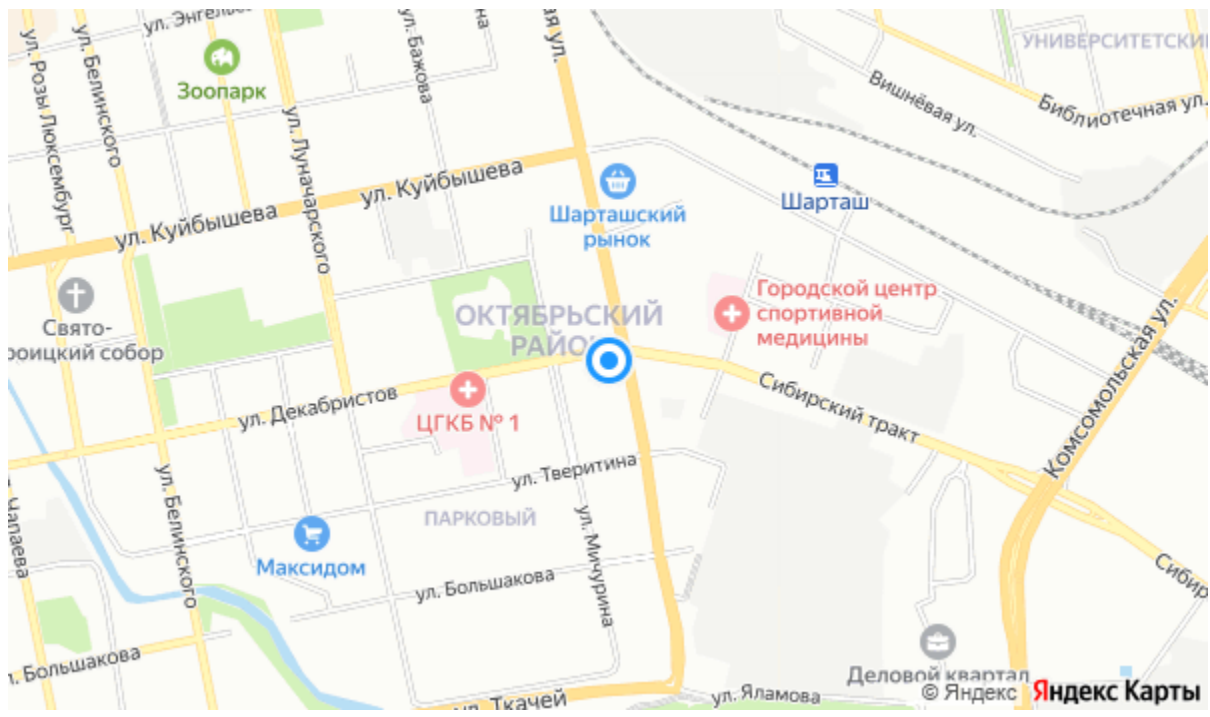 ул. Энгельса
ная
ая ул.
УНИВЕРСИТЕТСКИЙ
Зоопарк
ул. Бажова
Вишнёвая ул.
Библиотечная ул.
ул. Розы Люксембург
ул. Белинского
ул. Луначарского
ул. Куйбышева
ул. Куйбышева
Шарташский
рынок
Шарташ
Городской центр
спортивной
медицины
Свято-
роицкий собор
ОКТЯБРЬСКИЙ
РАЙО
ул. Декабристов
ЦГКБ № 1
Сибирский тракт
Комсомольская ул.
ул. Тверитина
ПАРКОВЫЙ
Чапаева
ул. Белинского
Максидом
ул. Мичурина
ул. Большакова
Сибир
л. Большакова
Деловой квартал
ул. Ткачей
ул. Яламова
© Яндекс Яндекс Карты